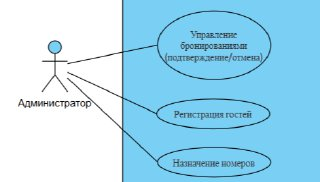 Управление
бронированиями
(подтверждение/отмена)
Администратор
Регистрация гостей
Назначение номеров